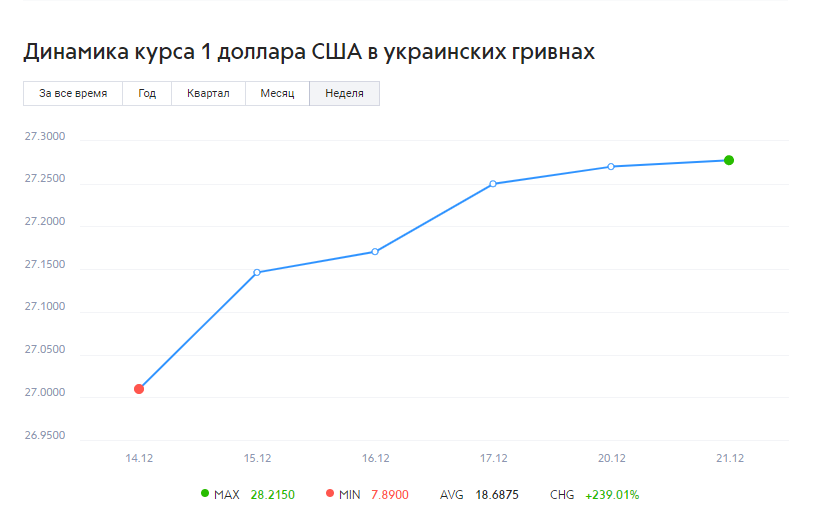 Динамика курса 1 доллара США в украинских гривнах
За все время Год Квартал Месяц Неделя
27.3000
27.2500
27.2000
27.1500
27.1000
27.0500
27.0000
26.9500
14.12 15.12 16.12 17.12 20.12 21.12
MAX 28.2150 MIN 7.8900 AVG 18.6875 CHG +239.01%